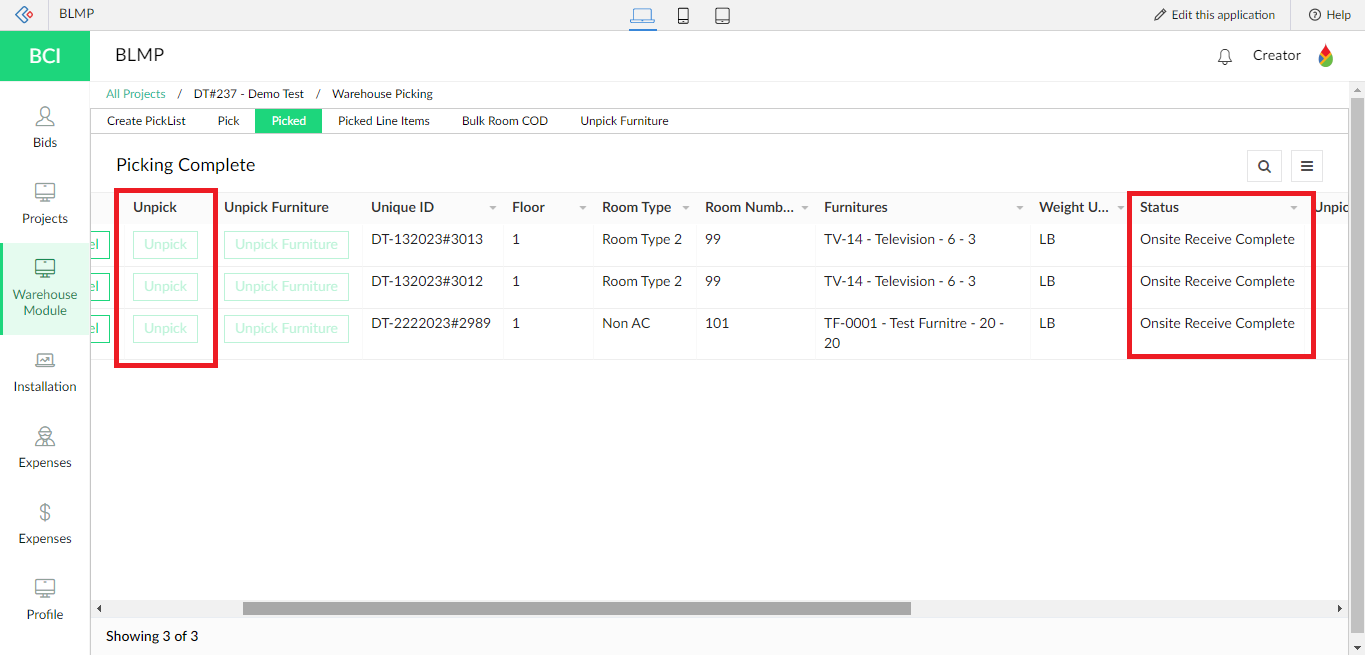 BLMP
Edit this application
Help
BCI
BLMP
Creator
All Projects / DT#237 - Demo Test / Warehouse Picking
Create PickList Pick Picked Picked Line Items Bulk Room COD Unpick Furniture
Picking Complete
Unpick Unpick Furniture Unique ID Floor Room Type Room Numb... Furnitures Weight U... Status Unpic
el Unpick Unpick Furniture DT-132023#3013 1 Room Type 2 99 TV-14 - Television - 6 - 3 LB Onsite Receive Complete
el Unpick Unpick Furniture DT-132023#3012 1 Room Type 2 99 TV-14 - Television - 6 - 3 LB Onsite Receive Complete
el Unpick Unpick Furniture DT-2222023#2989 1 Non AC 101 TF-0001 - Test Furnitre - 20 - LB Onsite Receive Complete
20
Bids
Projects
Warehouse
Module
Installation
Expenses
$
Expenses
Profile
Showing 3 of 3